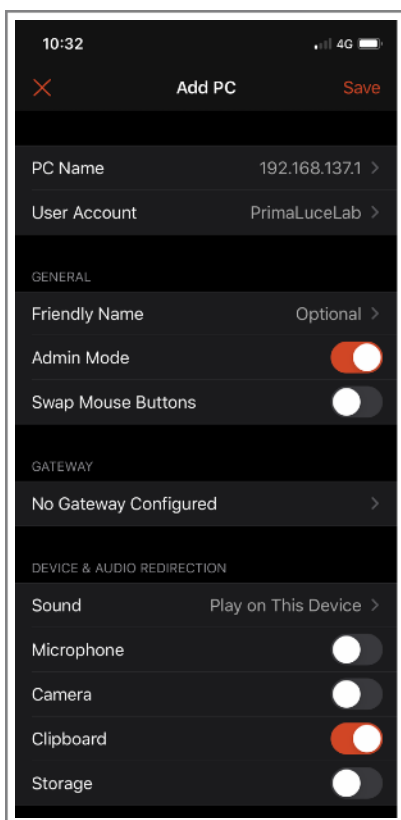 10:32 4G
Add PC Save
PC Name 192.168.137.1
User Account PrimaLuceLab
GENERAL
Friendly Name Optional
Admin Mode
Swap Mouse Buttons
GATEWAY
No Gateway Configured
DEVICE & AUDIO REDIRECTION
Sound Play on This Device
Microphone
Camera
Clipboard
Storage